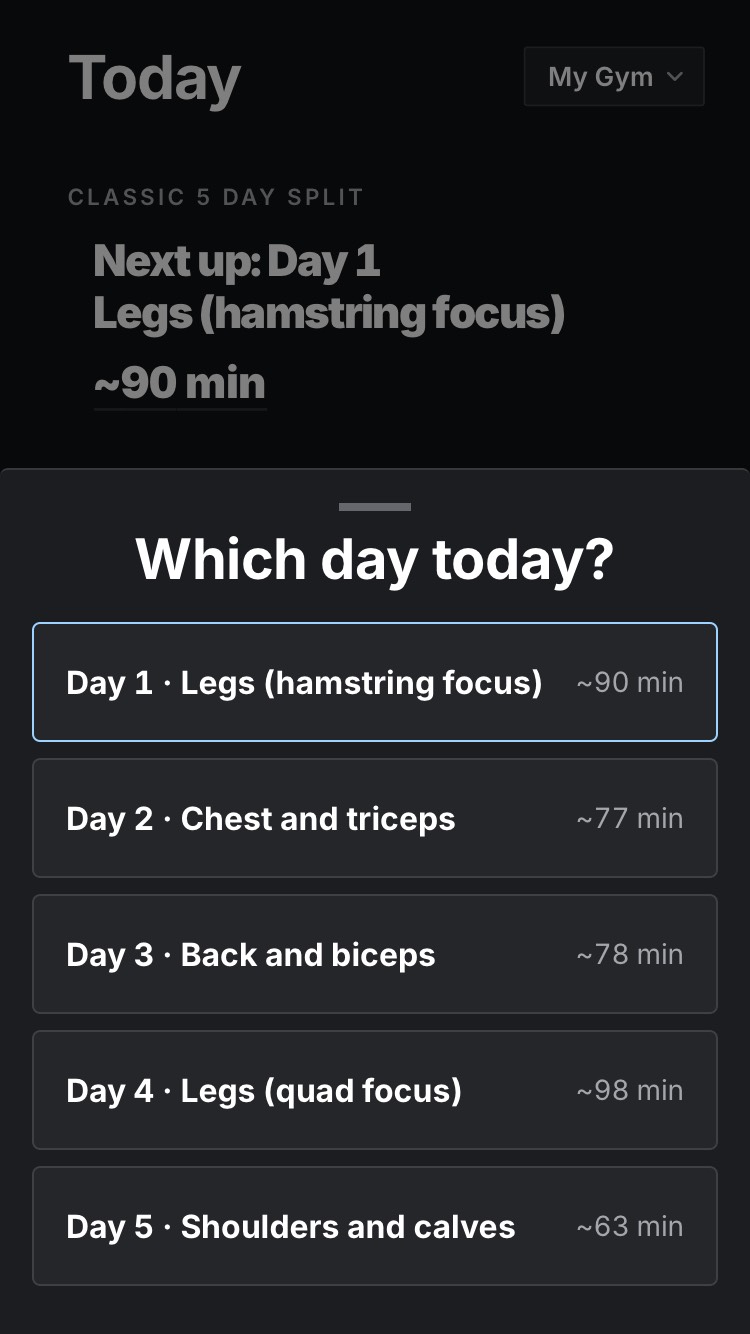 Today
My Gym
CLASSIC 5 DAY SPLIT
Next up: Day 1
Legs (hamstring focus)
~90 min
Which day today?
Day 1 · Legs (hamstring focus) ~90 min
Day 2 · Chest and triceps ~77 min
Day 3 · Back and biceps ~78 min
Day 4 · Legs (quad focus) ~98 min
Day 5 · Shoulders and calves ~63 min